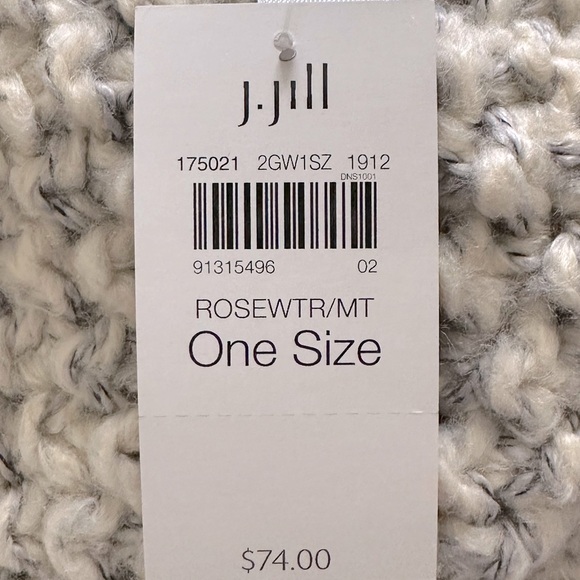 J.Jill
175021 2GW1SZ 1912
DNS1001
91315496 02
ROSEWTR/MT
One Size
$74.00